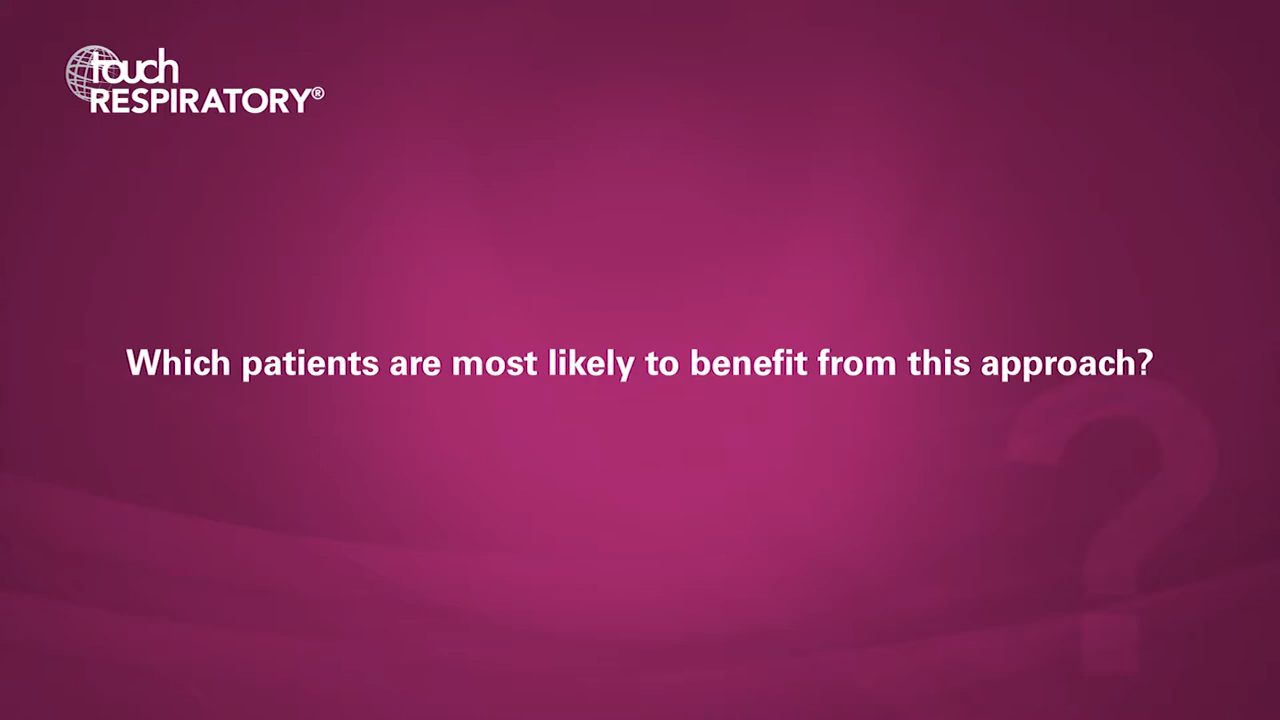 touch
RESPIRATORY®
Which patients are most likely to benefit from this approach?
?